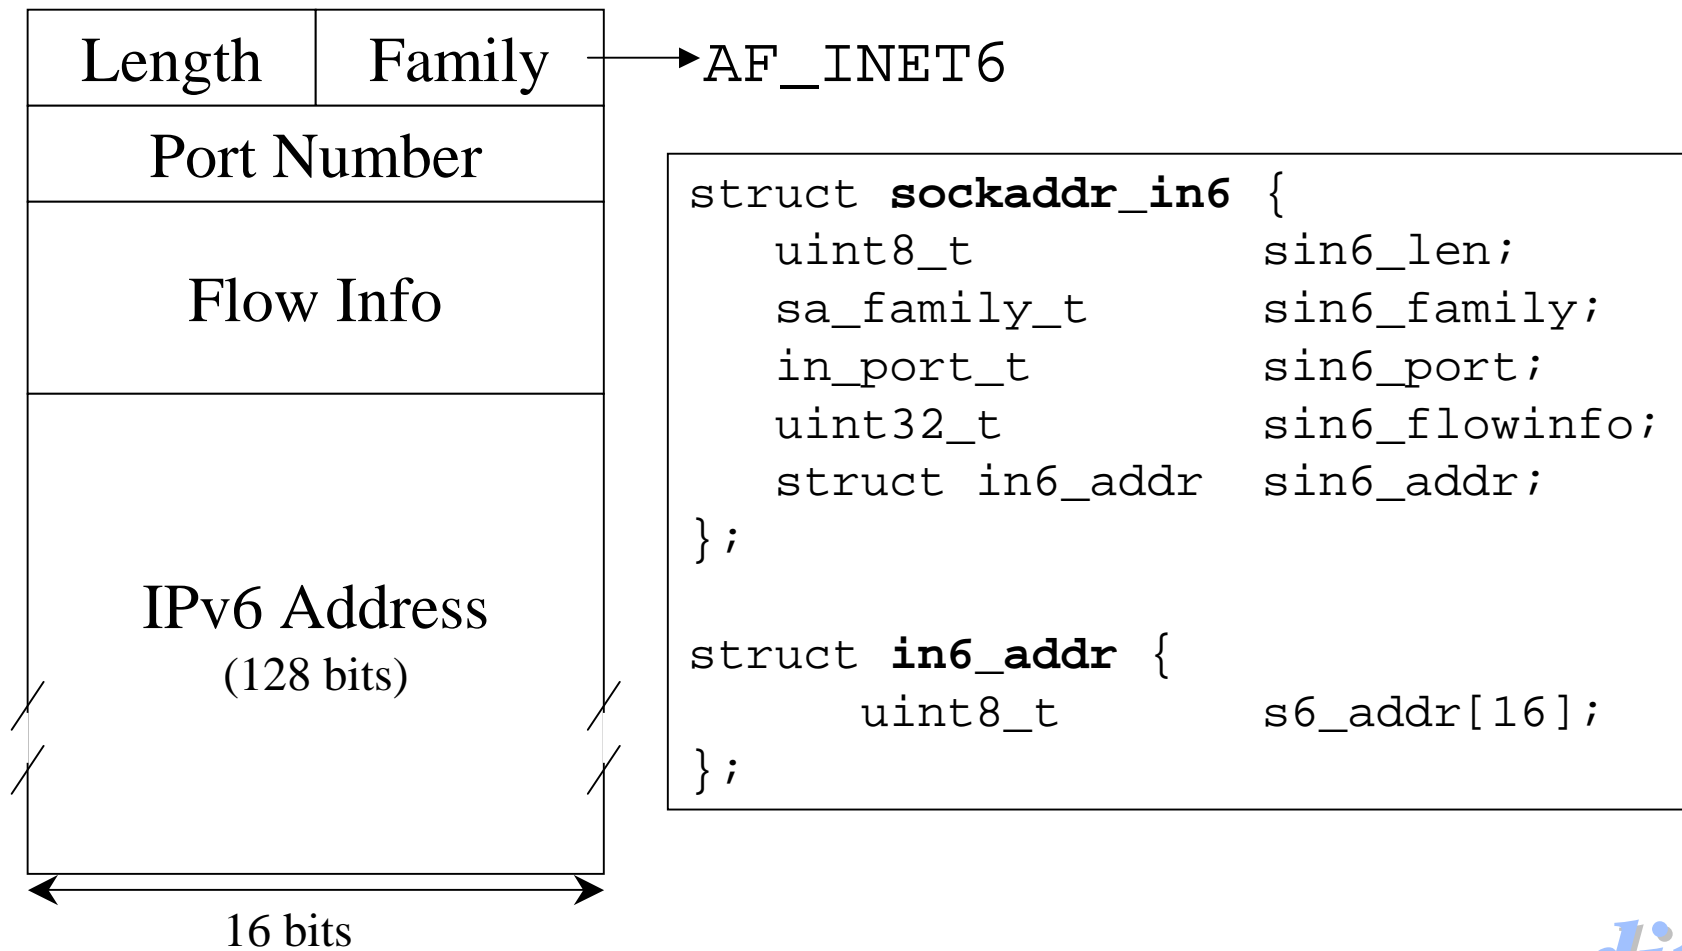 Length Family AF_INET6
Port Number
Flow Info
IPv6 Address
(128 bits)
16 bits
struct sockaddr_in6 {
uint8_t sin6_len;
sa_family_t sin6_family;
in_port_t sin6_port;
uint32_t sin6_flowinfo;
struct in6_addr sin6_addr;
};
struct in6_addr {
uint8_t s6_addr[16];
};